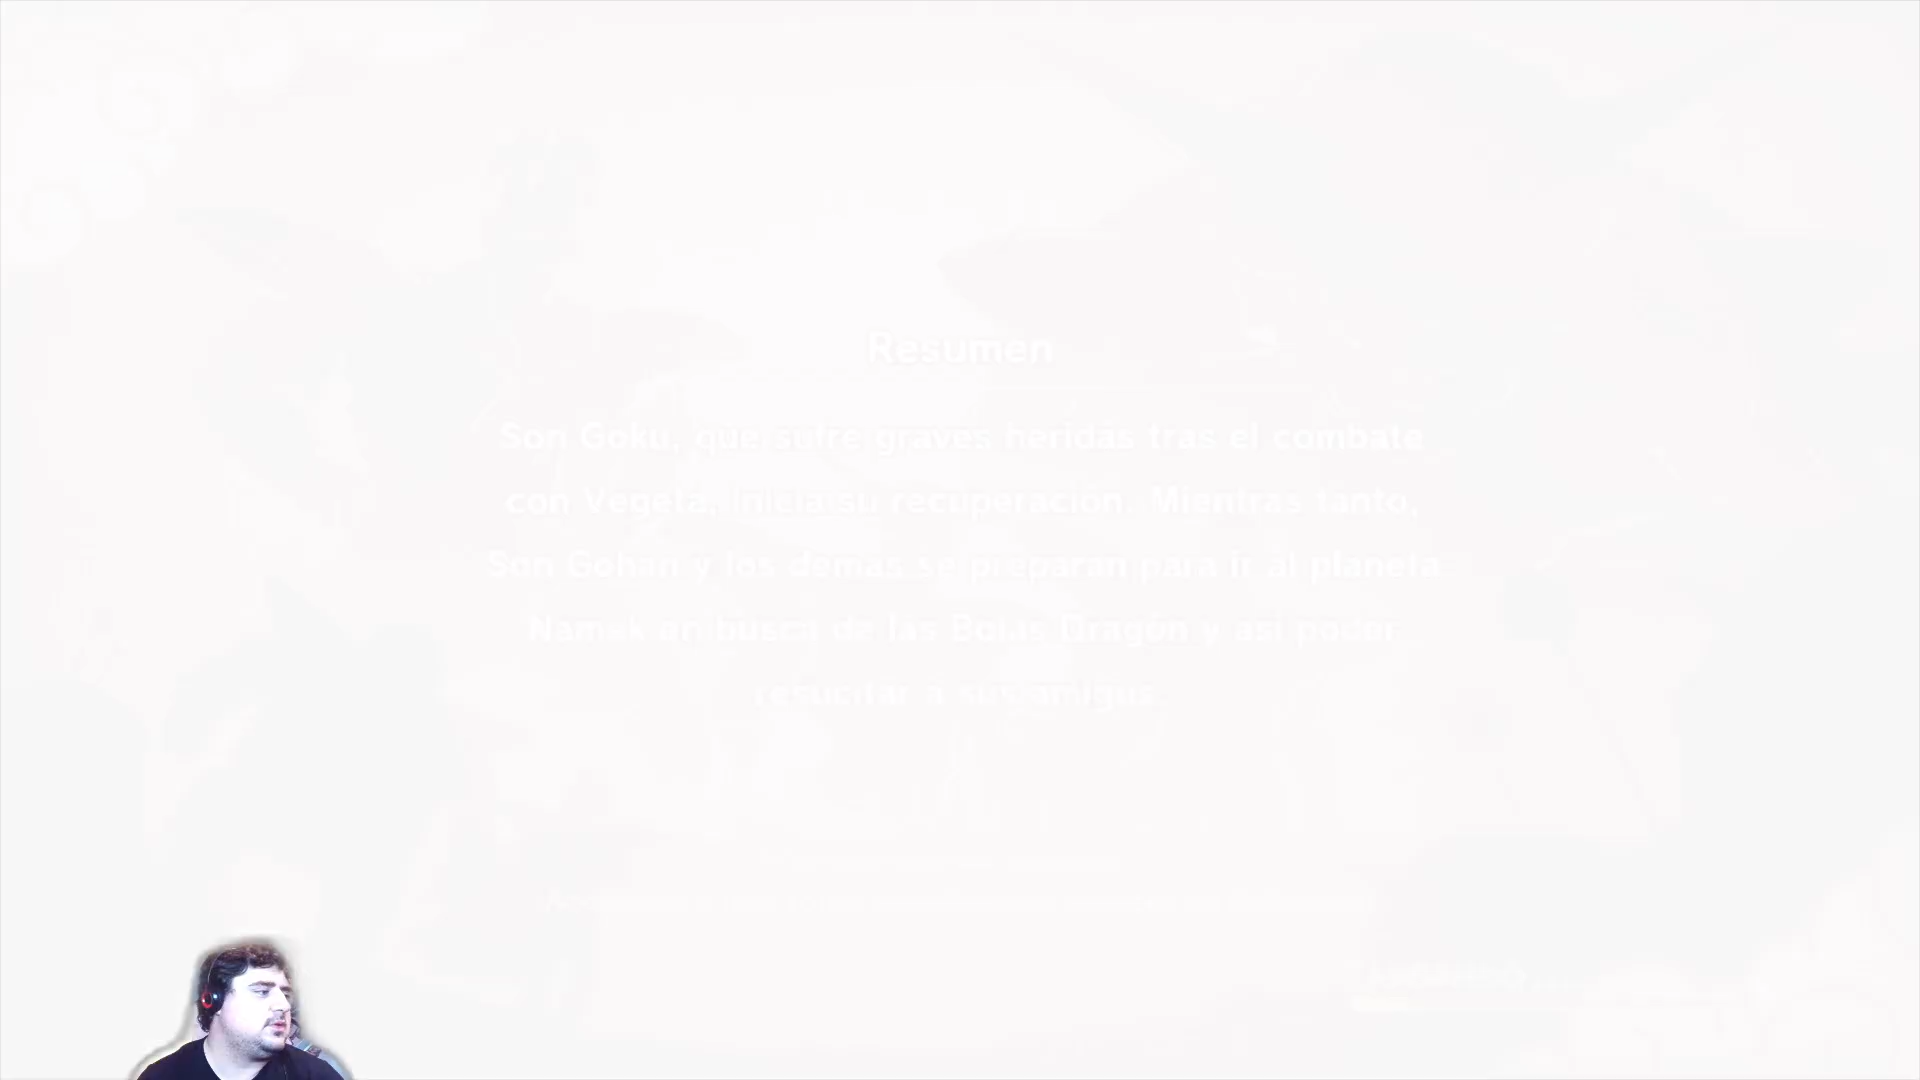 Resumen
Son Goku, que sufre graves heridas tras el combate
con Vegeta, inicia su recuperación. Mientras tanto,
Son Gohan y los demás se preparan para ir al planeta
Namek en busca de las Bolas Dragón y así poder
resucitar a sus amigos.